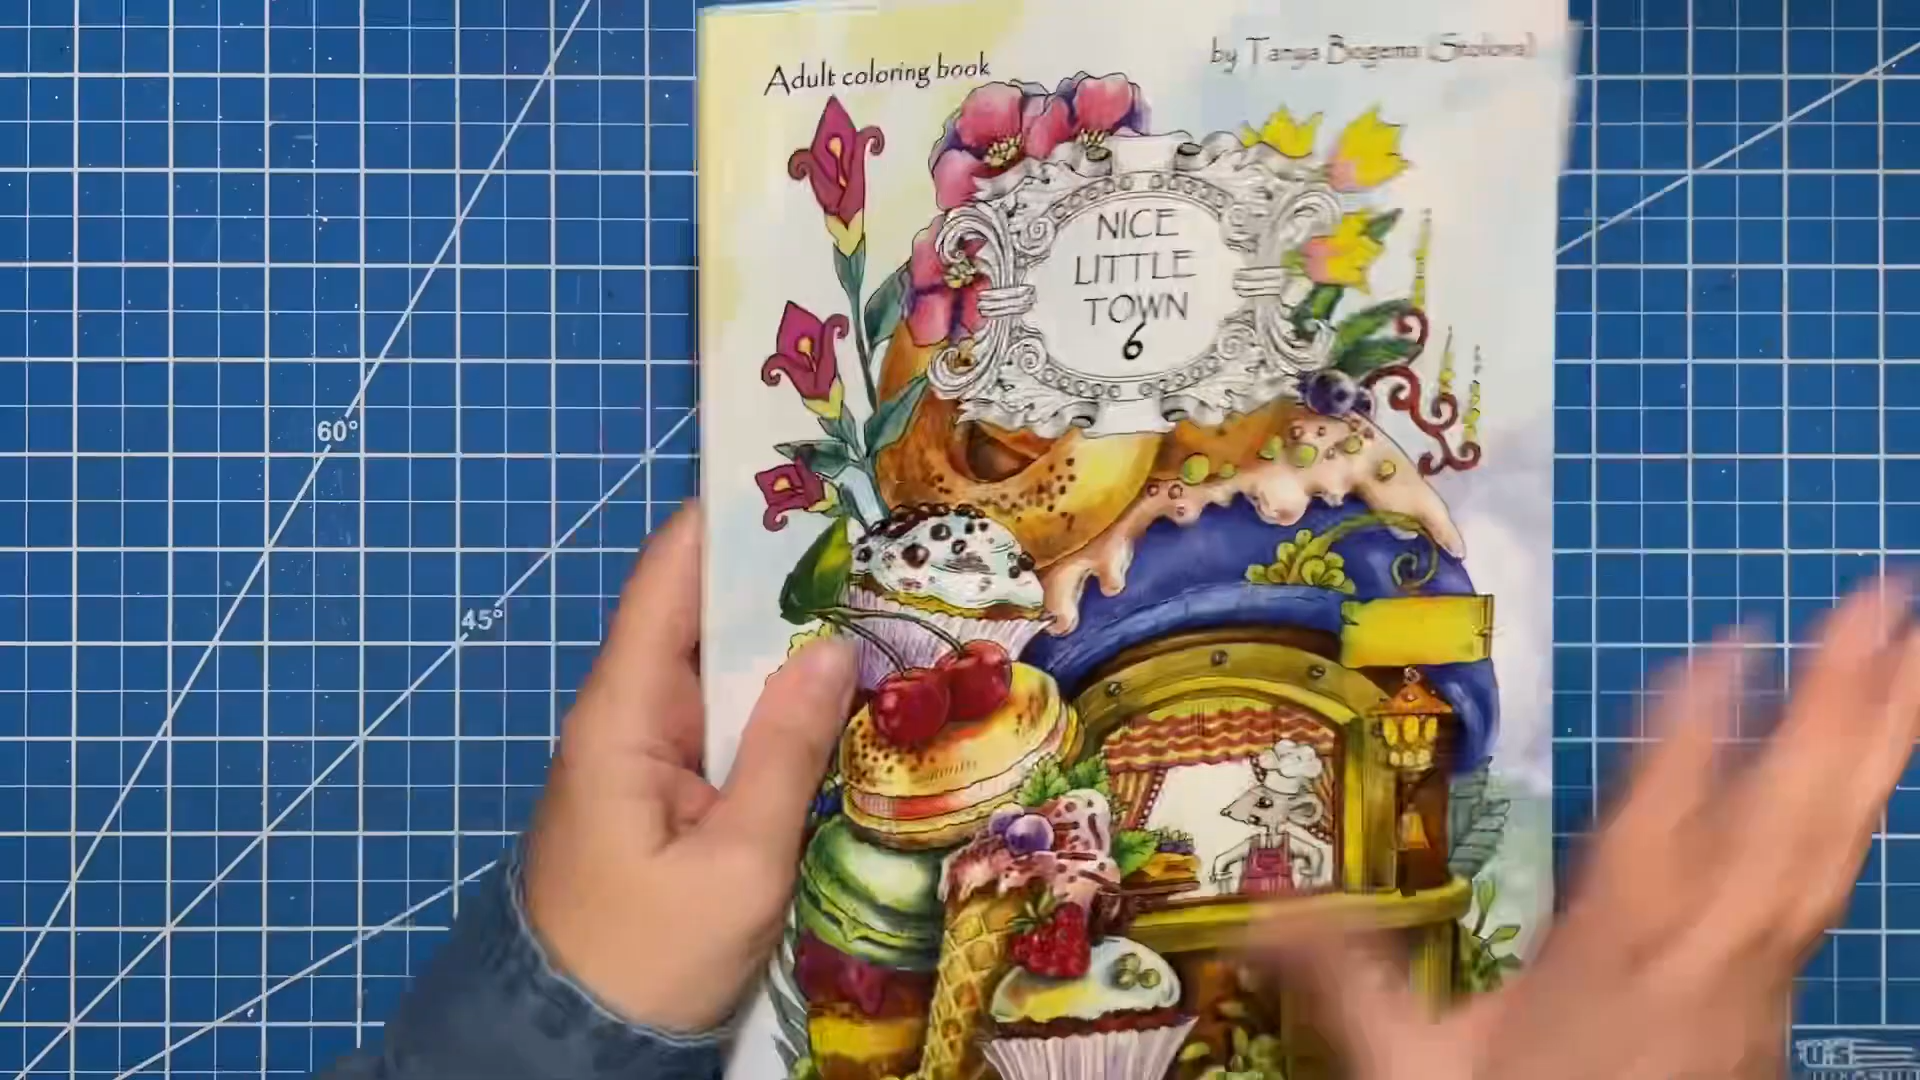 Adult coloring book
by Tanya Bogema (Stolova)
NICE
LITTLE
TOWN
6
60°
45°